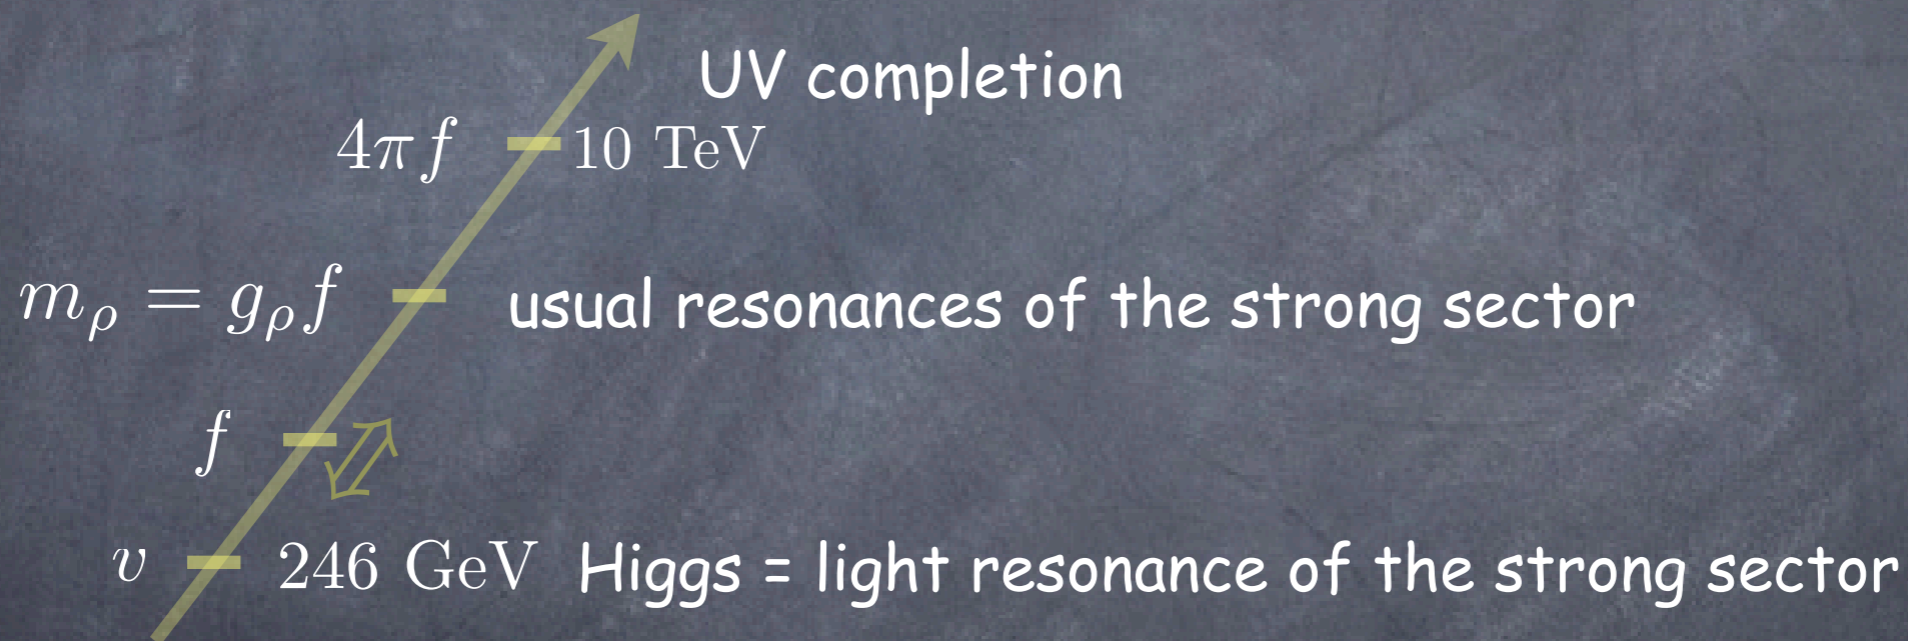 UV completion
4πf 10 TeV
m_ρ = g_ρ f usual resonances of the strong sector
f
v 246 GeV Higgs = light resonance of the strong sector